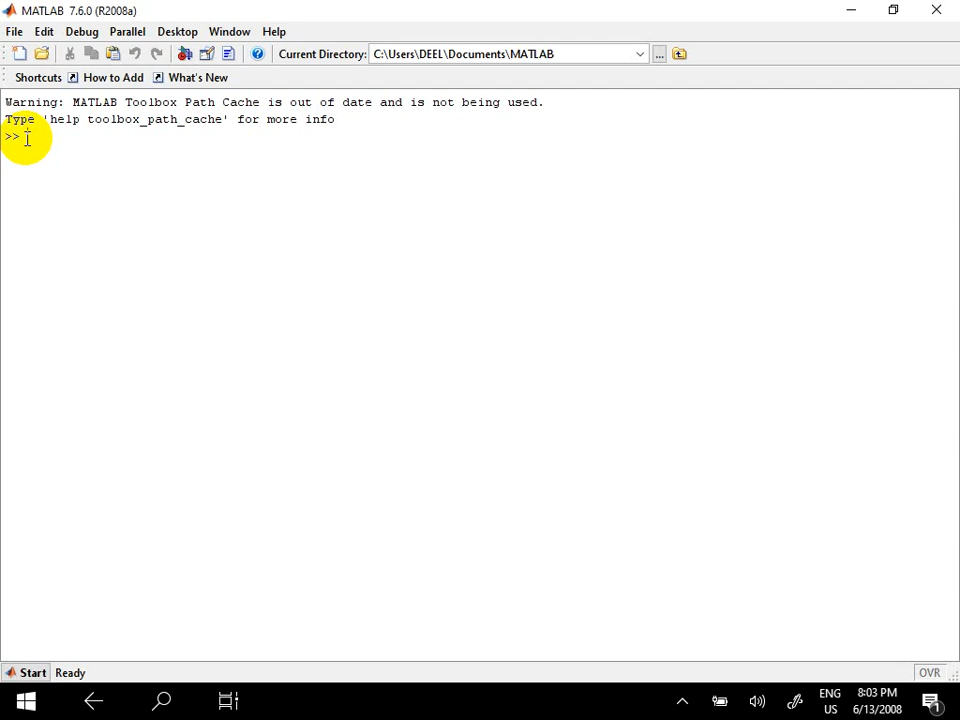 MATLAB 7.6.0 (R2008a)
File Edit Debug Parallel Desktop Window Help
Current Directory: C:\Users\DEEL\Documents\MATLAB ...
Shortcuts How to Add What's New
Warning: MATLAB Toolbox Path Cache is out of date and is not being used.
Type 'help toolbox_path_cache' for more info
>>
Start Ready OVR
ENG 8:03 PM
US 6/13/2008 1